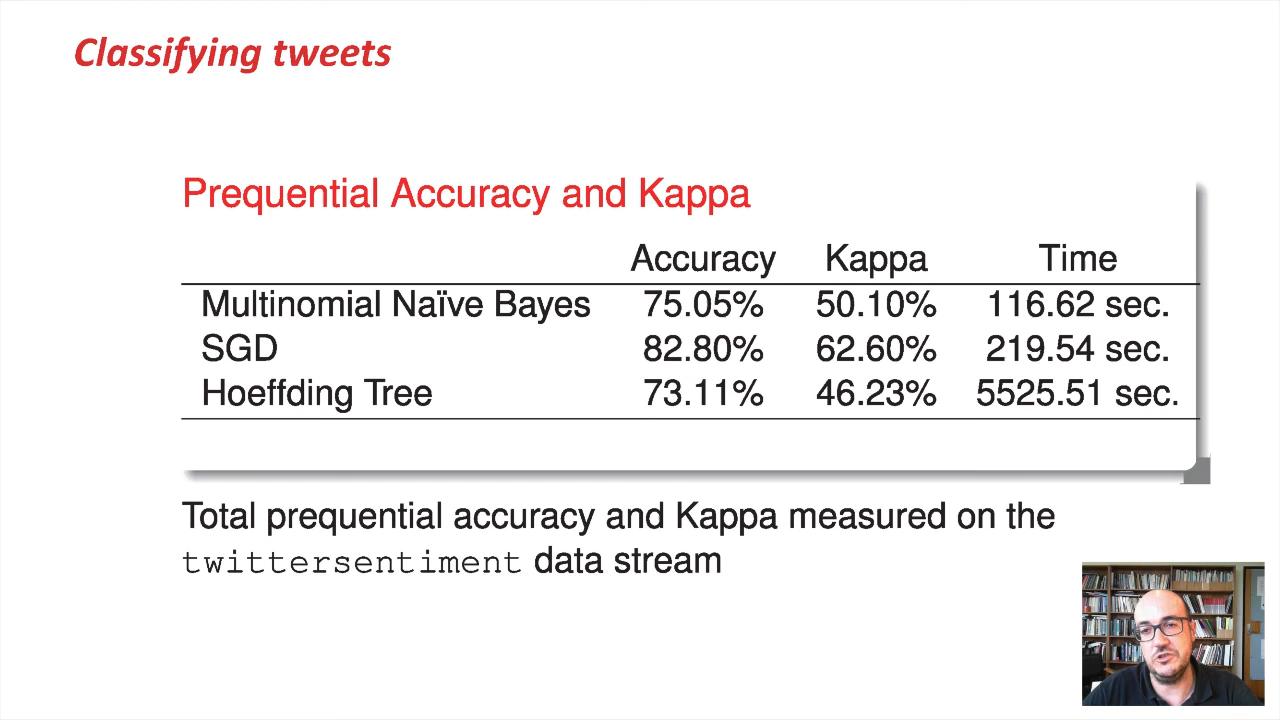 Classifying tweets
Prequential Accuracy and Kappa
Accuracy Kappa Time
Multinomial Naïve Bayes 75.05% 50.10% 116.62 sec.
SGD 82.80% 62.60% 219.54 sec.
Hoeffding Tree 73.11% 46.23% 5525.51 sec.
Total prequential accuracy and Kappa measured on the
twittersentiment data stream